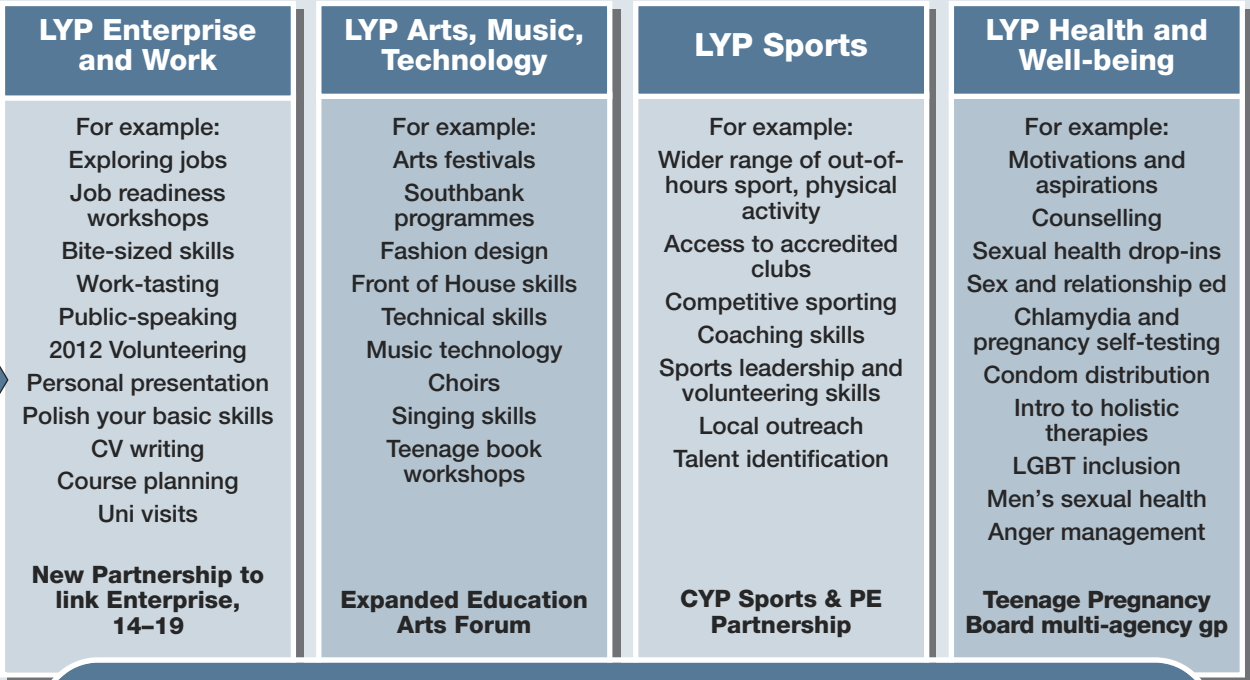 LYP Enterprise
and Work
For example:
Exploring jobs
Job readiness
workshops
Bite-sized skills
Work-tasting
Public-speaking
2012 Volunteering
Personal presentation
Polish your basic skills
CV writing
Course planning
Uni visits
New Partnership to
link Enterprise,
14–19
LYP Arts, Music,
Technology
For example:
Arts festivals
Southbank
programmes
Fashion design
Front of House skills
Technical skills
Music technology
Choirs
Singing skills
Teenage book
workshops
Expanded Education
Arts Forum
LYP Sports
For example:
Wider range of out-of-
hours sport, physical
activity
Access to accredited
clubs
Competitive sporting
Coaching skills
Sports leadership and
volunteering skills
Local outreach
Talent identification
CYP Sports & PE
Partnership
LYP Health and
Well-being
For example:
Motivations and
aspirations
Counselling
Sexual health drop-ins
Sex and relationship ed
Chlamydia and
pregnancy self-testing
Condom distribution
Intro to holistic
therapies
LGBT inclusion
Men’s sexual health
Anger management
Teenage Pregnancy
Board multi-agency gp